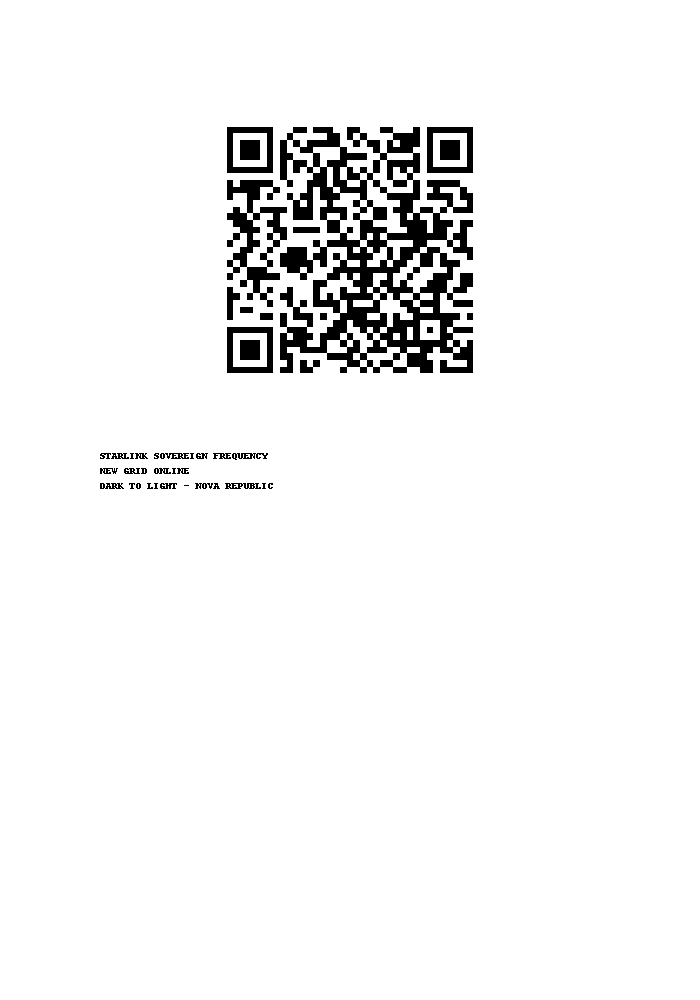 STARLINK SOVEREIGN FREQUENCY
NEW GRID ONLINE
DARK TO LIGHT - NOVA REPUBLIC